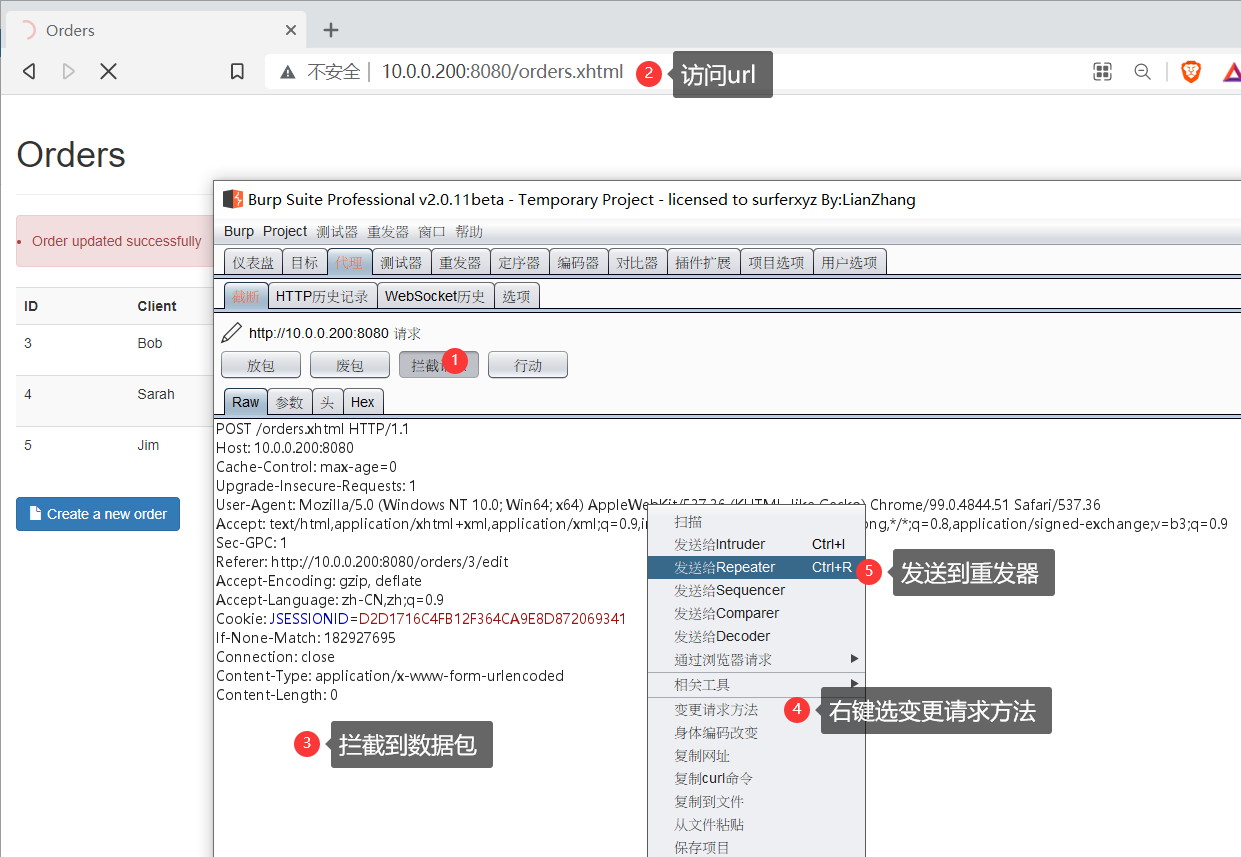 Orders
不安全 10.0.0.200:8080/orders.xhtml 2 访问url
Orders
Order updated successfully
ID Client
3 Bob
4 Sarah
5 Jim
Create a new order
Burp Suite Professional v2.0.11beta - Temporary Project - licensed to surferxyz By:LianZhang
Burp Project 测试器 重发器 窗口 帮助
仪表盘 目标 代理 测试器 重发器 定序器 编码器 对比器 插件扩展 项目选项 用户选项
截断 HTTP历史记录 WebSocket历史 选项
http://10.0.0.200:8080 请求
放包 废包 拦截 1 行动
Raw 参数 头 Hex
POST /orders.xhtml HTTP/1.1
Host: 10.0.0.200:8080
Cache-Control: max-age=0
Upgrade-Insecure-Requests: 1
User-Agent: Mozilla/5.0 (Windows NT 10.0; Win64; x64) AppleWebKit/537.36 (KHTML, like Gecko) Chrome/99.0.4844.51 Safari/537.36
Accept: text/html,application/xhtml+xml,application/xml;q=0.9,i ng,*/*;q=0.8,application/signed-exchange;v=b3;q=0.9
Sec-GPC: 1
Referer: http://10.0.0.200:8080/orders/3/edit
Accept-Encoding: gzip, deflate
Accept-Language: zh-CN,zh;q=0.9
Cookie: JSESSIONID=D2D1716C4FB12F364CA9E8D872069341
If-None-Match: 182927695
Connection: close
Content-Type: application/x-www-form-urlencoded
Content-Length: 0
3 拦截到数据包
扫描
发送给Intruder Ctrl+I
发送给Repeater Ctrl+R 5 发送到重发器
发送给Sequencer
发送给Comparer
发送给Decoder
通过浏览器请求
相关工具
变更请求方法 4 右键选变更请求方法
身体编码改变
复制网址
复制curl命令
复制到文件
从文件粘贴
保存项目